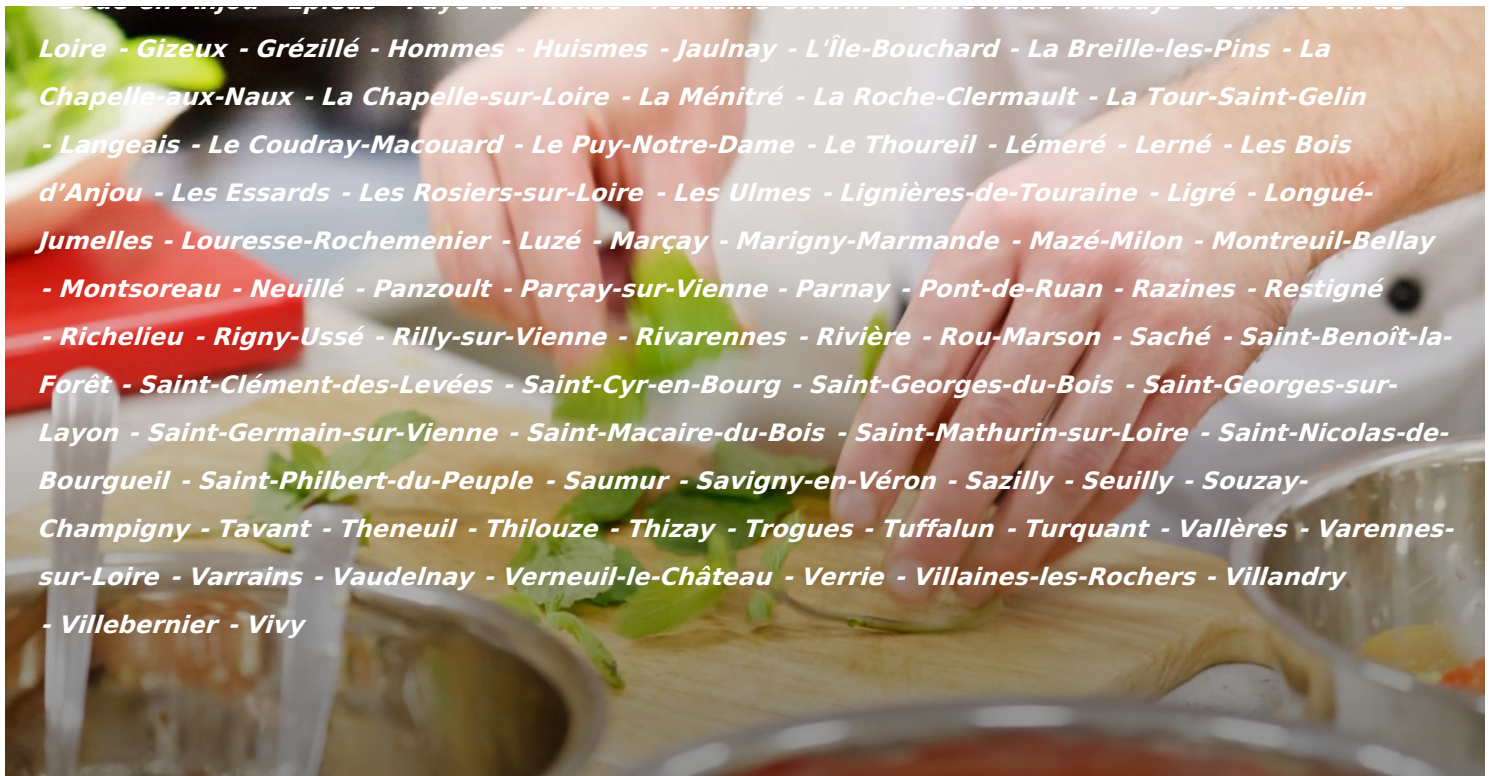 Loire - Gizeux - Grézillé - Hommes - Huismes - Jaulnay - L'Île-Bouchard - La Breille-les-Pins - La
Chapelle-aux-Naux - La Chapelle-sur-Loire - La Ménitré - La Roche-Clermault - La Tour-Saint-Gelin
- Langeais - Le Coudray-Macouard - Le Puy-Notre-Dame - Le Thoureil - Lémeré - Lerné - Les Bois
d’Anjou - Les Essards - Les Rosiers-sur-Loire - Les Ulmes - Lignières-de-Touraine - Ligré - Longué-
Jumelles - Louresse-Rochemenier - Luzé - Marçay - Marigny-Marmande - Mazé-Milon - Montreuil-Bellay
- Montsoreau - Neuillé - Panzoult - Parçay-sur-Vienne - Parnay - Pont-de-Ruan - Razines - Restigné
- Richelieu - Rigny-Ussé - Rilly-sur-Vienne - Rivarennes - Rivière - Rou-Marson - Saché - Saint-Benoît-la-
Forêt - Saint-Clément-des-Levées - Saint-Cyr-en-Bourg - Saint-Georges-du-Bois - Saint-Georges-sur-
Layon - Saint-Germain-sur-Vienne - Saint-Macaire-du-Bois - Saint-Mathurin-sur-Loire - Saint-Nicolas-de-
Bourgueil - Saint-Philbert-du-Peuple - Saumur - Savigny-en-Véron - Sazilly - Seuilly - Souzay-
Champigny - Tavant - Theneuil - Thilouze - Thizay - Trogues - Tuffalun - Turquant - Vallères - Varennes-
sur-Loire - Varrains - Vaudelnay - Verneuil-le-Château - Verrie - Villaines-les-Rochers - Villandry
- Villebernier - Vivy